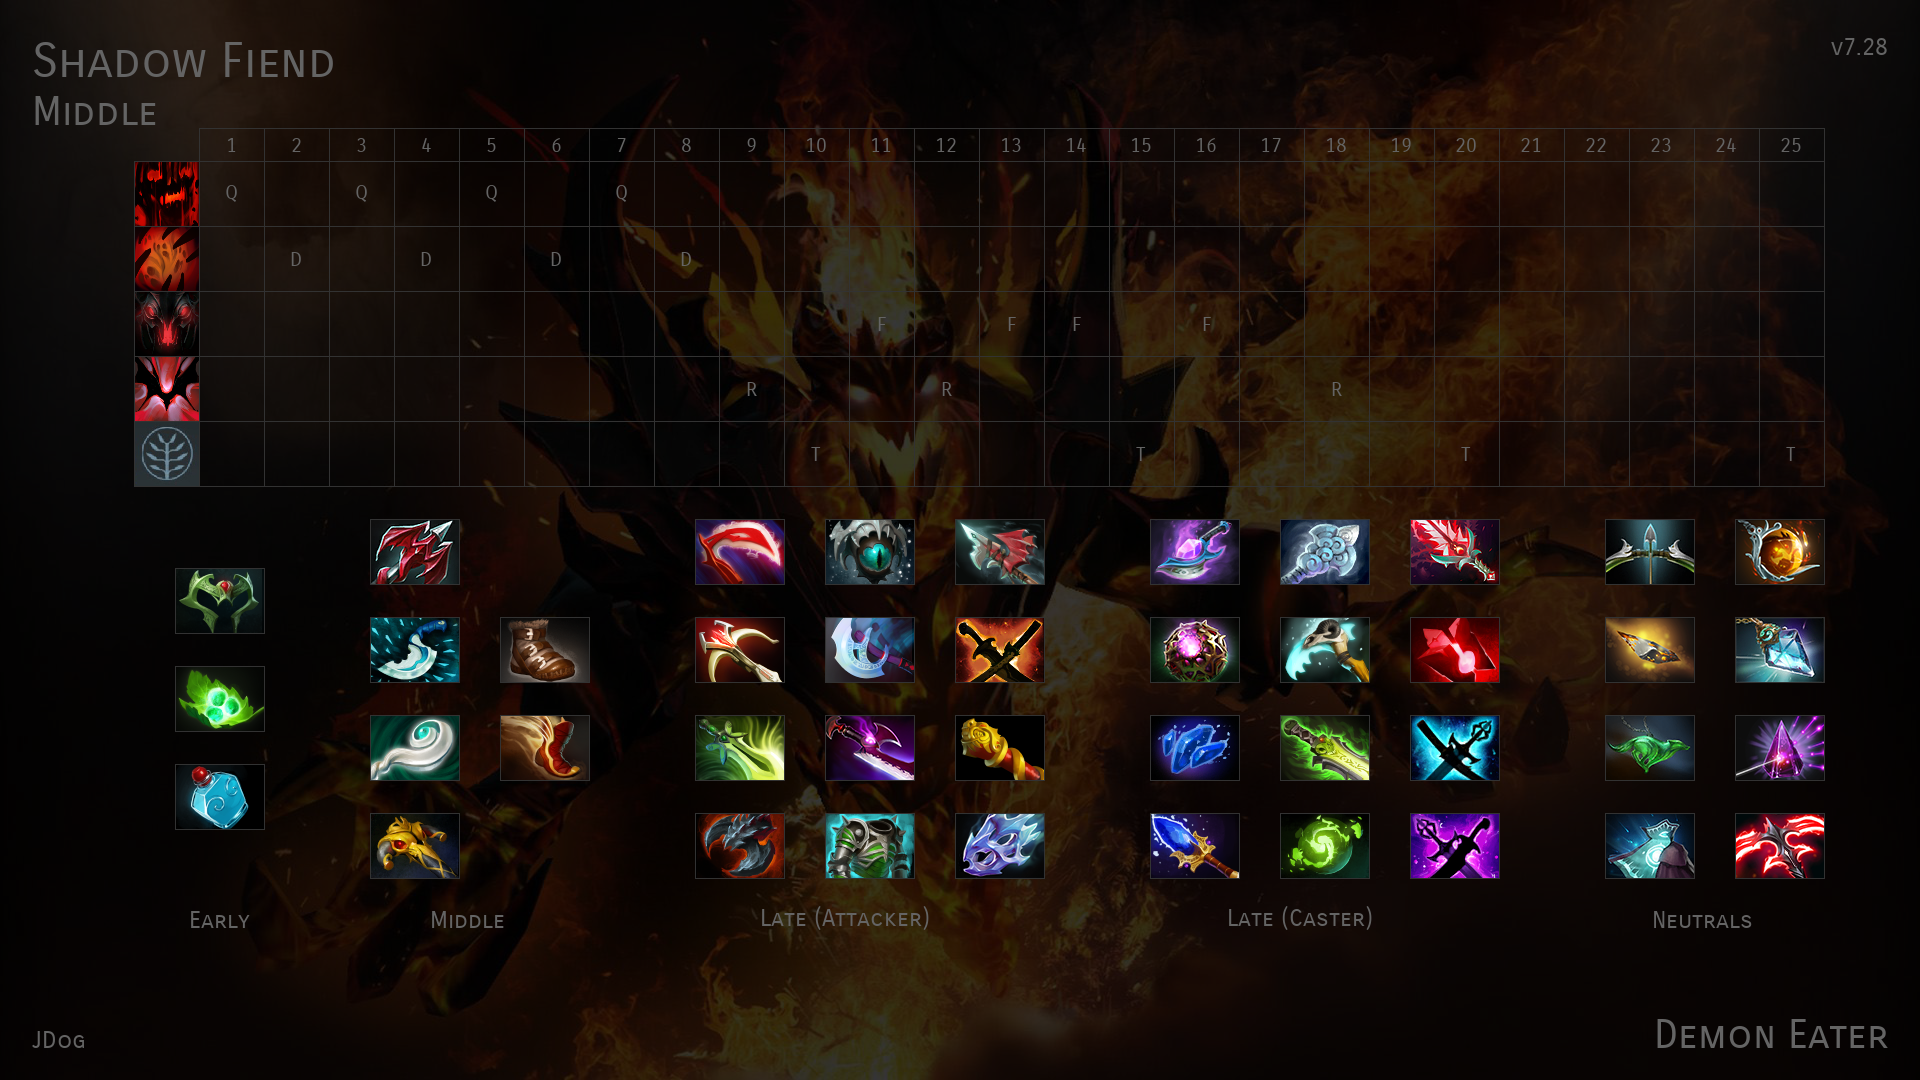 Shadow Fiend
v7.28
Middle
1 2 3 4 5 6 7 8 9 10 11 12 13 14 15 16 17 18 19 20 21 22 23 24 25
Q Q Q Q
D D D D
F F F F
R R R
T T T T
Early Middle Late (Attacker) Late (Caster) Neutrals
JDog
Demon Eater